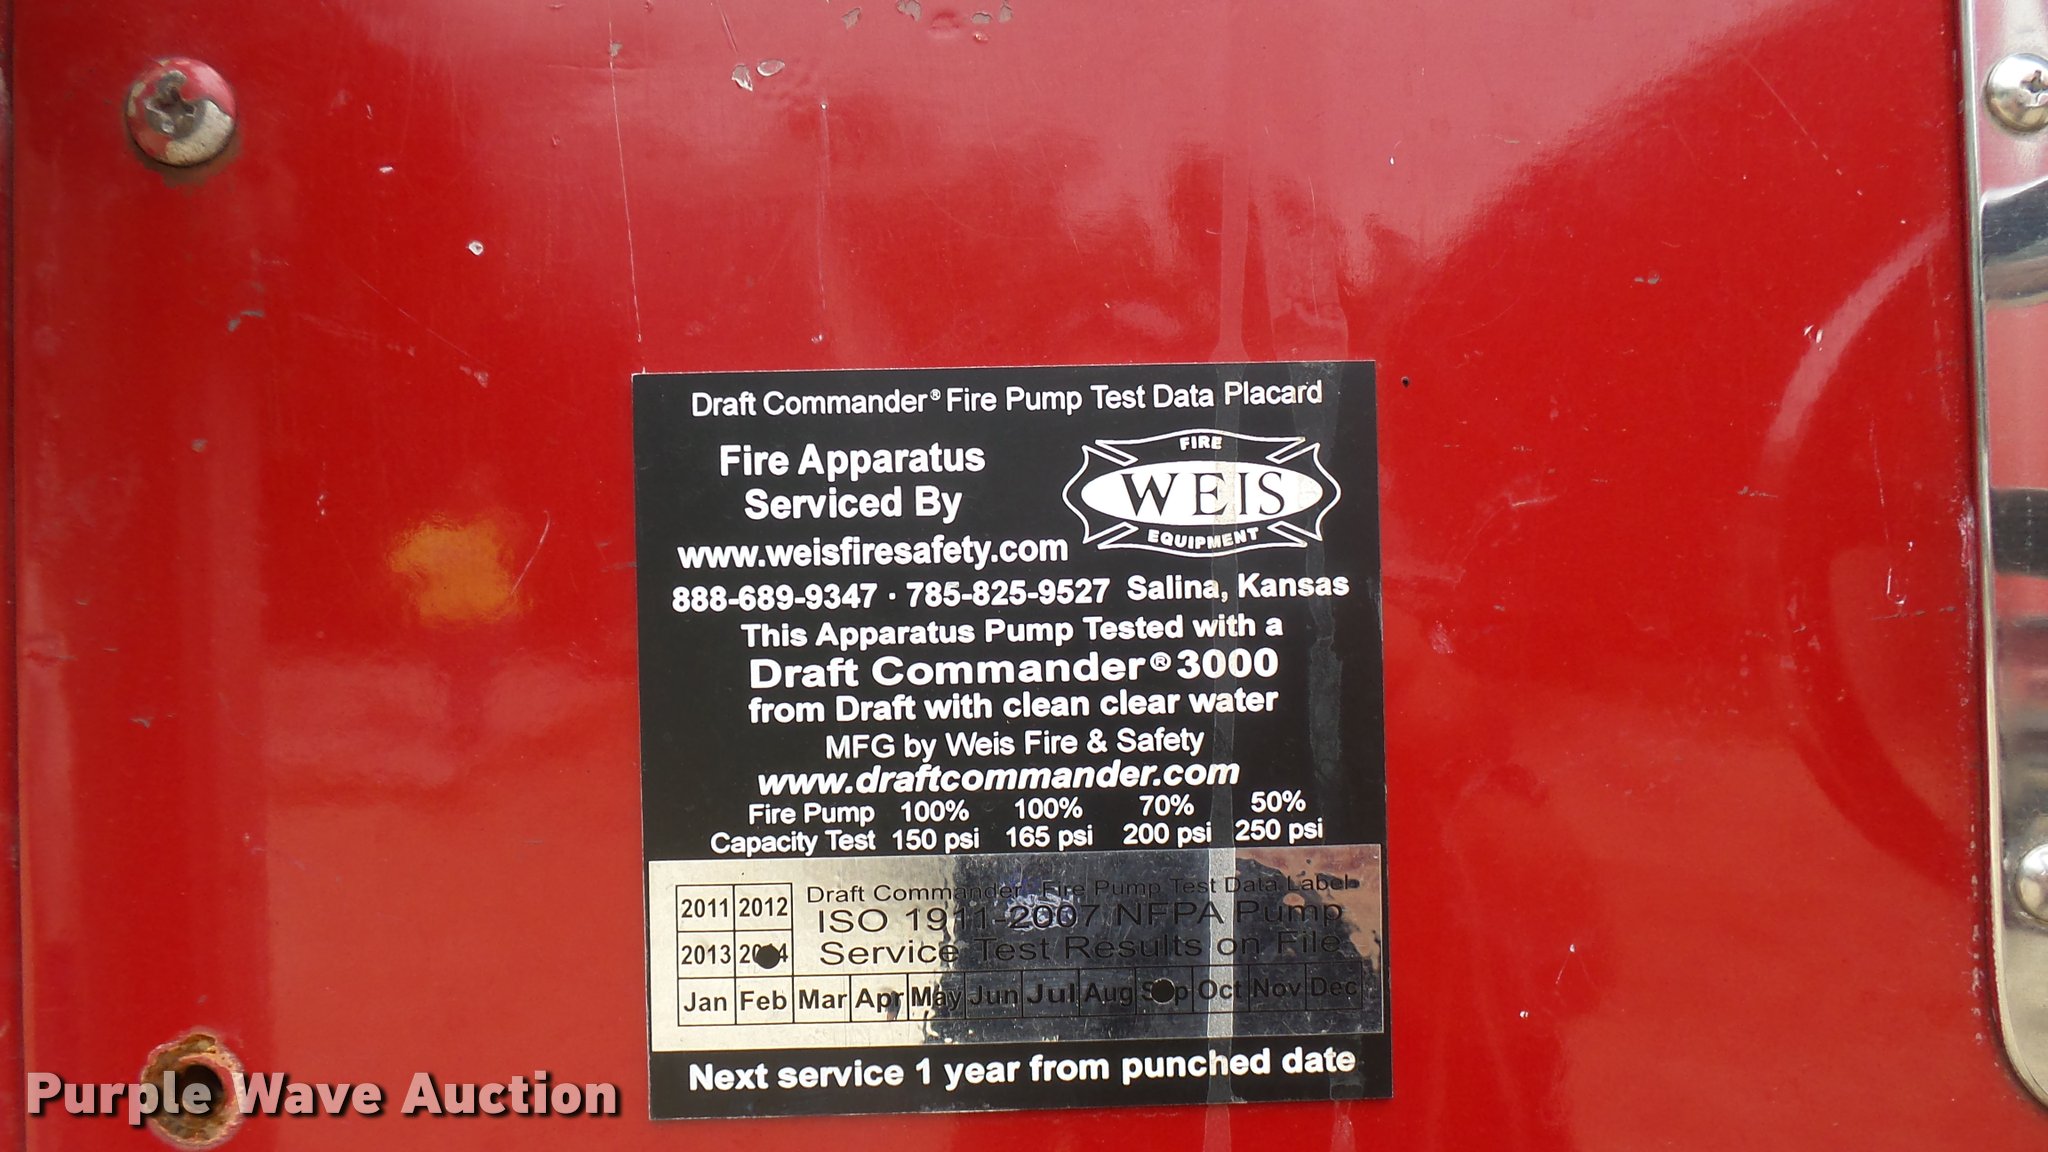 Draft Commander® Fire Pump Test Data Placard
Fire Apparatus
Serviced By
FIRE
WEIS
EQUIPMENT
www.weisfiresafety.com
888-689-9347 · 785-825-9527 Salina, Kansas
This Apparatus Pump Tested with a
Draft Commander® 3000
from Draft with clean clear water
MFG by Weis Fire & Safety
www.draftcommander.com
Fire Pump 100% 100% 70% 50%
Capacity Test 150 psi 165 psi 200 psi 250 psi
2011 2012
2013 2014
Draft Commander Fire Pump Test Data Label
ISO 1911-2007 NFPA Pump
Service Test Results on File
Jan Feb Mar Apr May Jun Jul Aug Sep Oct Nov Dec
Next service 1 year from punched date
Purple Wave Auction